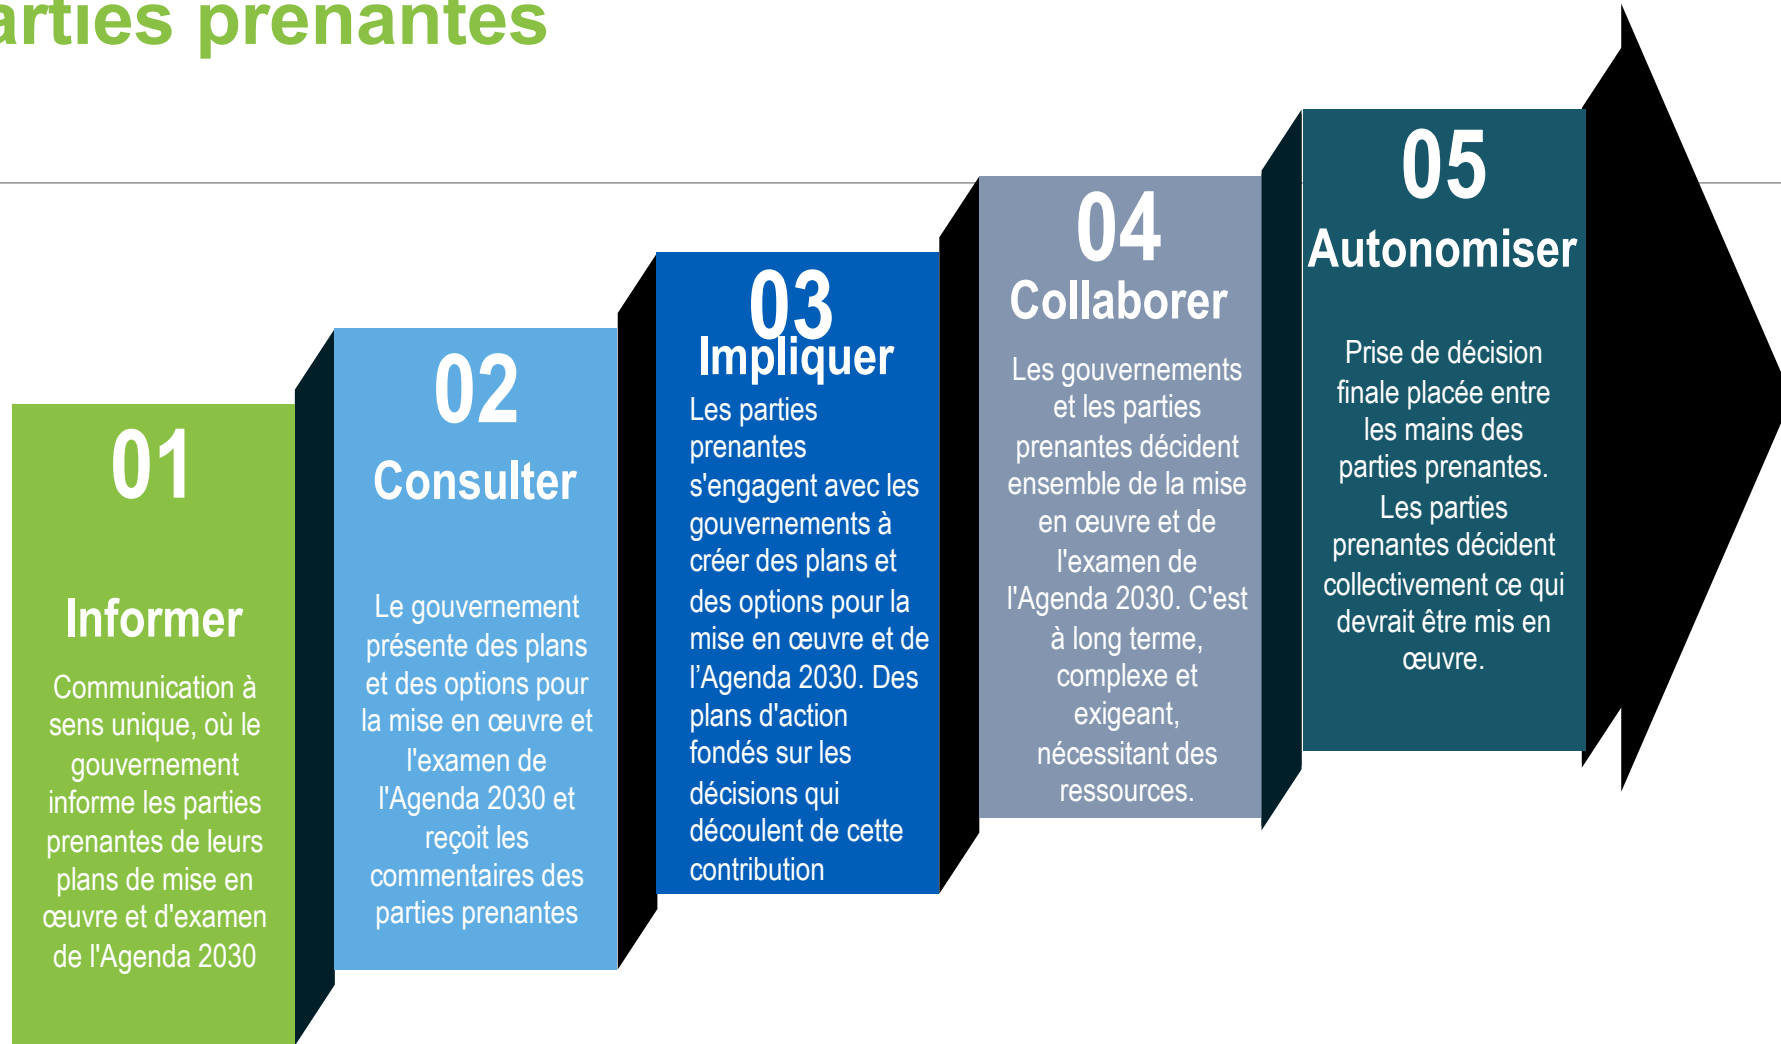 arties prenantes
01
Informer
Communication à
sens unique, où le
gouvernement
informe les parties
prenantes de leurs
plans de mise en
œuvre et d'examen
de l'Agenda 2030
02
Consulter
Le gouvernement
présente des plans
et des options pour
la mise en œuvre et
l'examen de
l'Agenda 2030 et
reçoit les
commentaires des
parties prenantes
03
Impliquer
Les parties
prenantes
s'engagent avec les
gouvernements à
créer des plans et
des options pour la
mise en œuvre et de
l’Agenda 2030. Des
plans d'action
fondés sur les
décisions qui
découlent de cette
contribution
04
Collaborer
Les gouvernements
et les parties
prenantes décident
ensemble de la mise
en œuvre et de
l'examen de
l'Agenda 2030. C'est
à long terme,
complexe et
exigeant,
nécessitant des
ressources.
05
Autonomiser
Prise de décision
finale placée entre
les mains des
parties prenantes.
Les parties
prenantes décident
collectivement ce qui
devrait être mis en
œuvre.